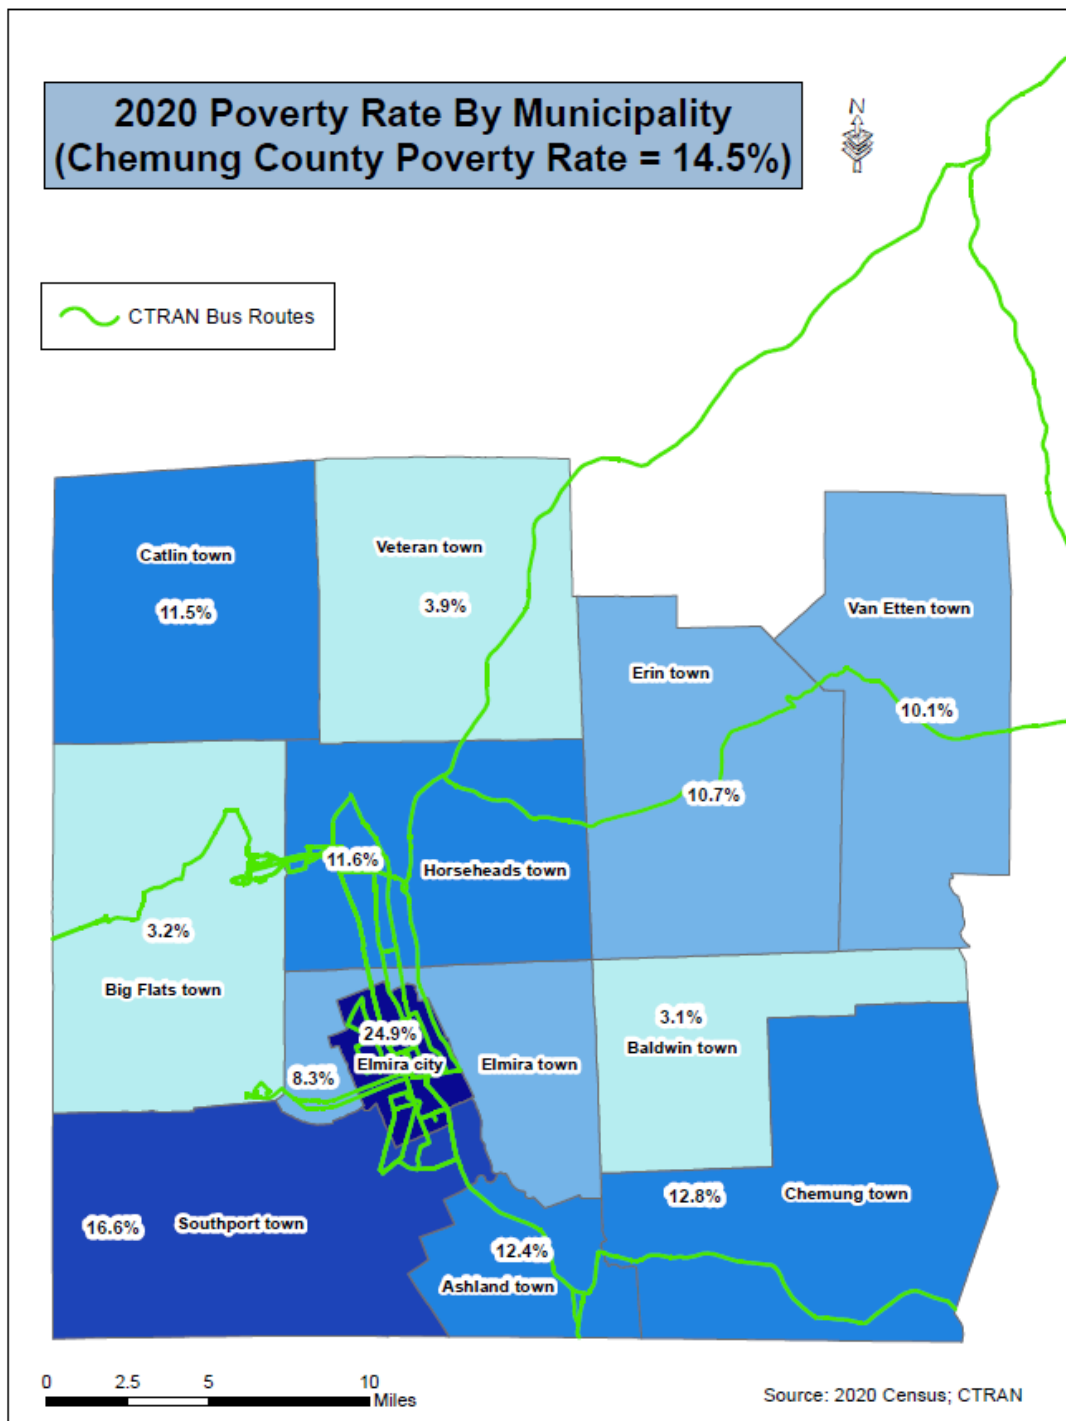 2020 Poverty Rate By Municipality
(Chemung County Poverty Rate = 14.5%)
N
CTRAN Bus Routes
Catlin town
11.5%
Veteran town
3.9%
Van Etten town
10.1%
Erin town
10.7%
11.6%
Horseheads town
3.2%
Big Flats town
24.9%
Elmira city
8.3%
Elmira town
3.1%
Baldwin town
12.8%
Chemung town
16.6%
Southport town
12.4%
Ashland town
0 2.5 5 10
Miles
Source: 2020 Census; CTRAN